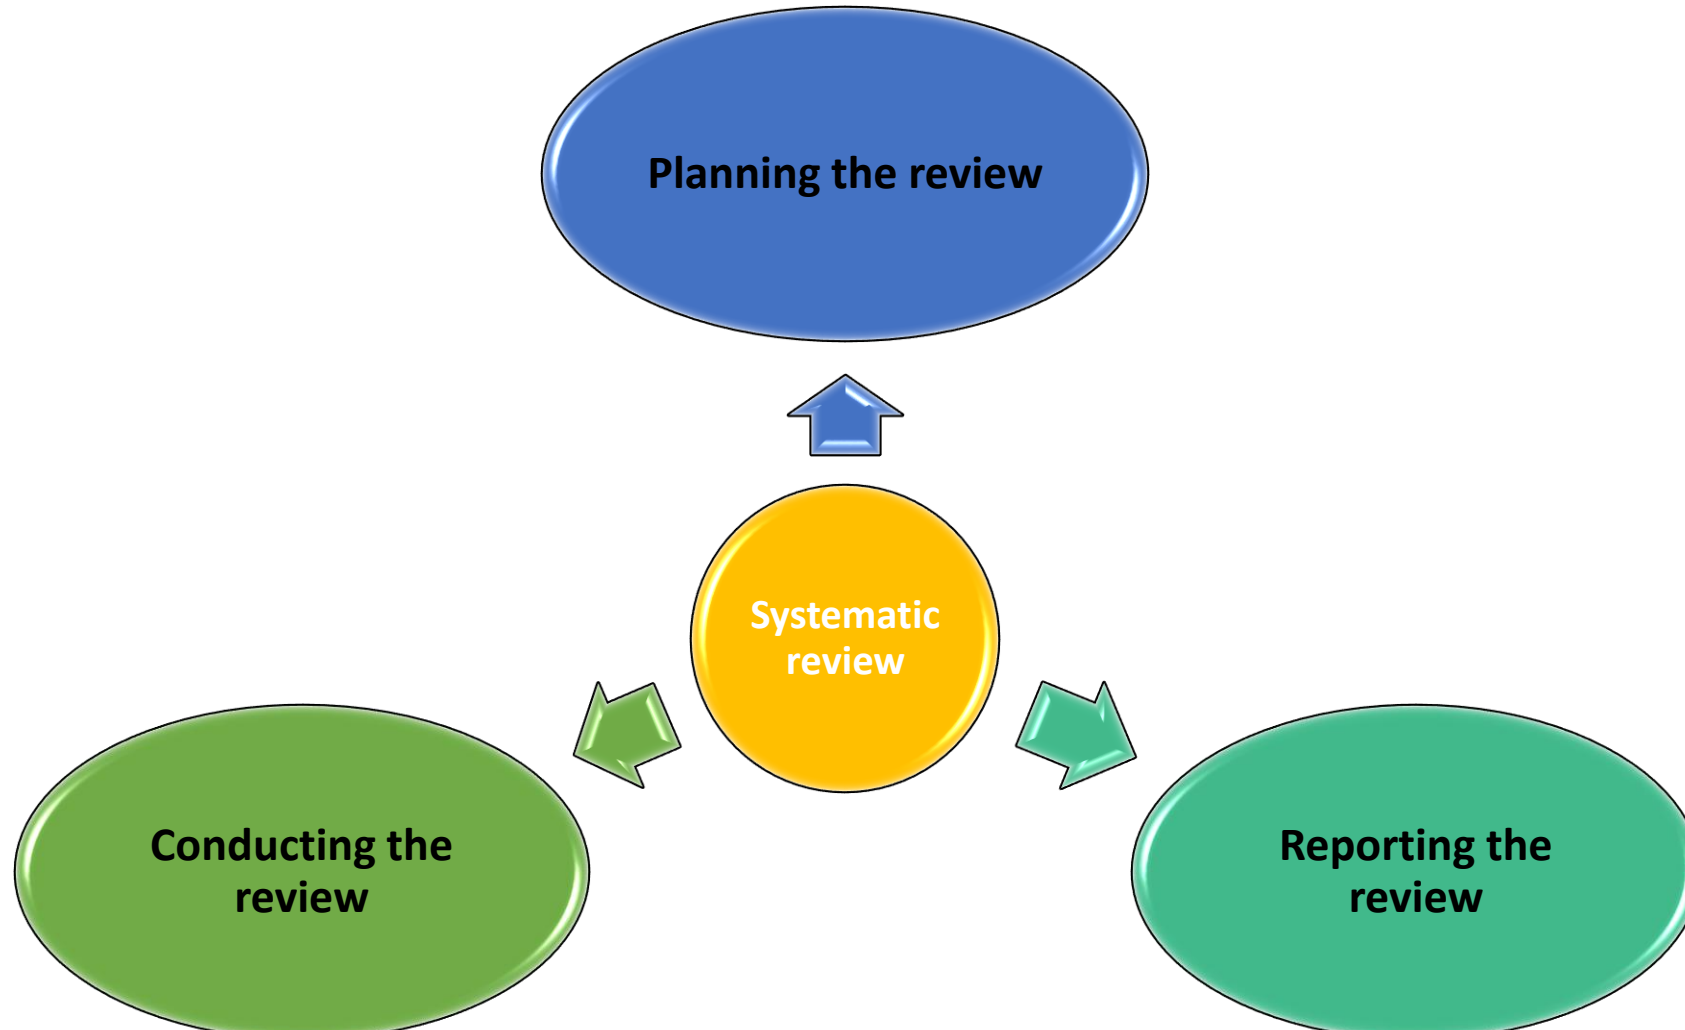 Planning the review
Systematic
review
Conducting the
review
Reporting the
review